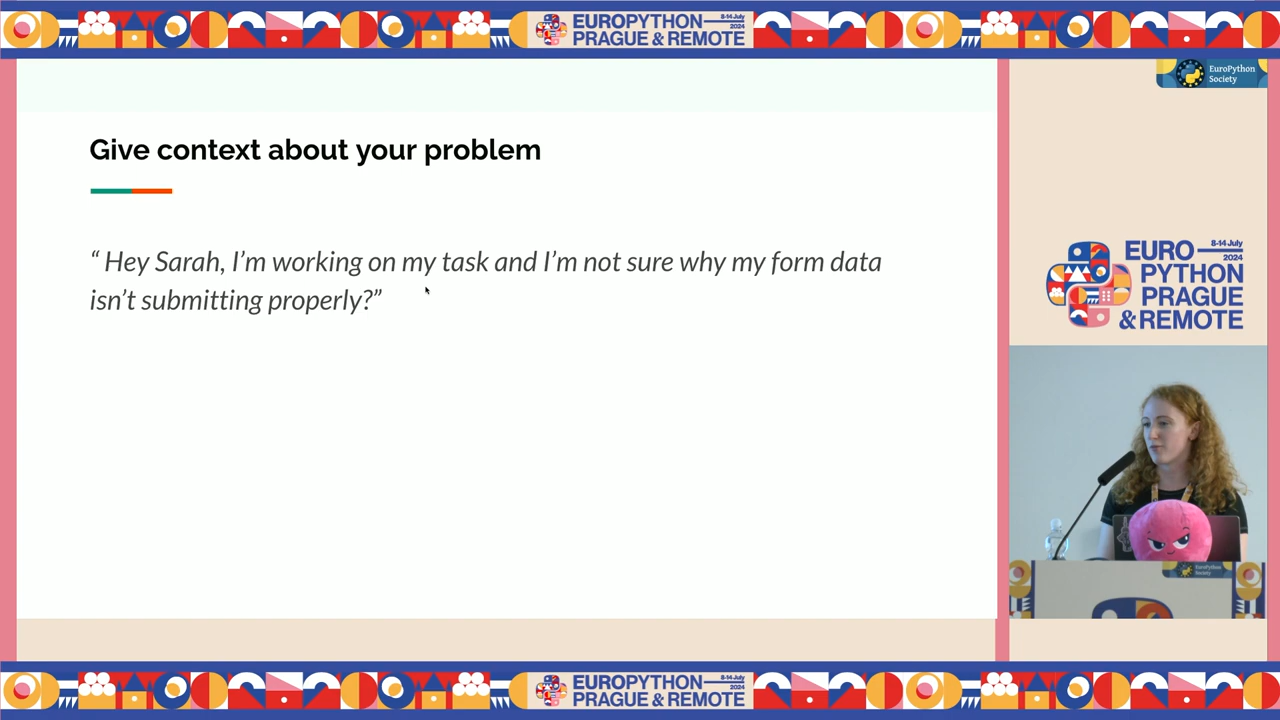 EUROPYTHON
8-14 July
2024
PRAGUE & REMOTE
EuroPython
Society
Give context about your problem
“ Hey Sarah, I’m working on my task and I’m not sure why my form data
isn’t submitting properly?”
EURO
8-14 July
2024
PYTHON
PRAGUE
& REMOTE
EuroPython
Society
EUROPYTHON
8-14 July
2024
PRAGUE & REMOTE